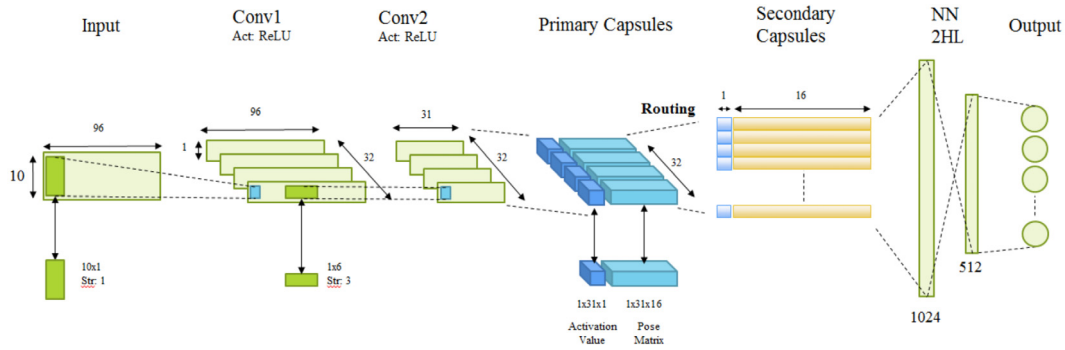 Input
Conv1
Act: ReLU
Conv2
Act: ReLU
Primary Capsules
Secondary
Capsules
NN
2HL
Output
96
10
10x1
Str: 1
96
1
32
1x6
Str: 3
31
32
Routing
32
1x31x1
Activation
Value
1x31x16
Pose
Matrix
1
16
1024
512